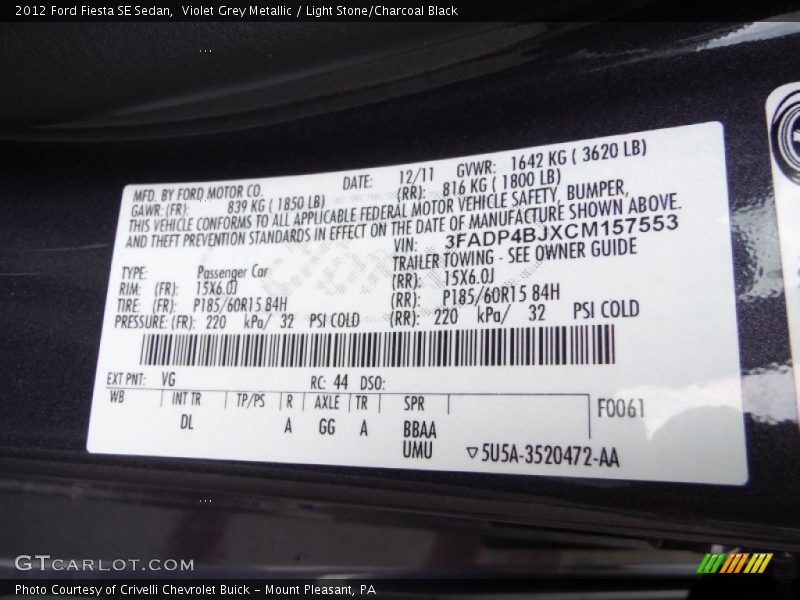 2012 Ford Fiesta SE Sedan,  Violet Grey Metallic / Light Stone/Charcoal Black
MFD. BY FORD MOTOR CO. DATE: 12/11 GVWR: 1642 KG ( 3620 LB)
GAWR: (FR): 839 KG ( 1850 LB) (RR): 816 KG ( 1800 LB)
THIS VEHICLE CONFORMS TO ALL APPLICABLE FEDERAL MOTOR VEHICLE SAFETY, BUMPER,
AND THEFT PREVENTION STANDARDS IN EFFECT ON THE DATE OF MANUFACTURE SHOWN ABOVE.
VIN: 3FADP4BJXCM157553
TYPE: Passenger Car TRAILER TOWING - SEE OWNER GUIDE
RIM: (FR): 15X6.0J (RR): 15X6.0J
TIRE: (FR): P185/60R15 84H (RR): P185/60R15 84H
PRESSURE: (FR): 220 kPa/ 32 PSI COLD (RR): 220 kPa/ 32 PSI COLD
EXT PNT: VG RC: 44 DSO:
WB INT TR TP/PS R AXLE TR SPR F0061
DL A GG A BBAA
UMU ▽5U5A-3520472-AA
GTCARLOT.COM
Photo Courtesy of Crivelli Chevrolet Buick - Mount Pleasant, PA